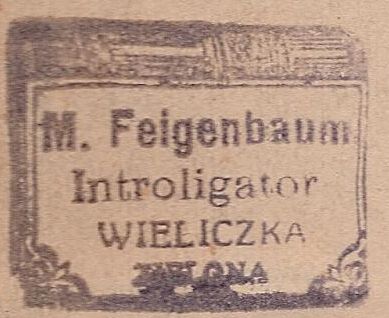 M. Feigenbaum
Introligator
WIELICZKA
ZIELONA